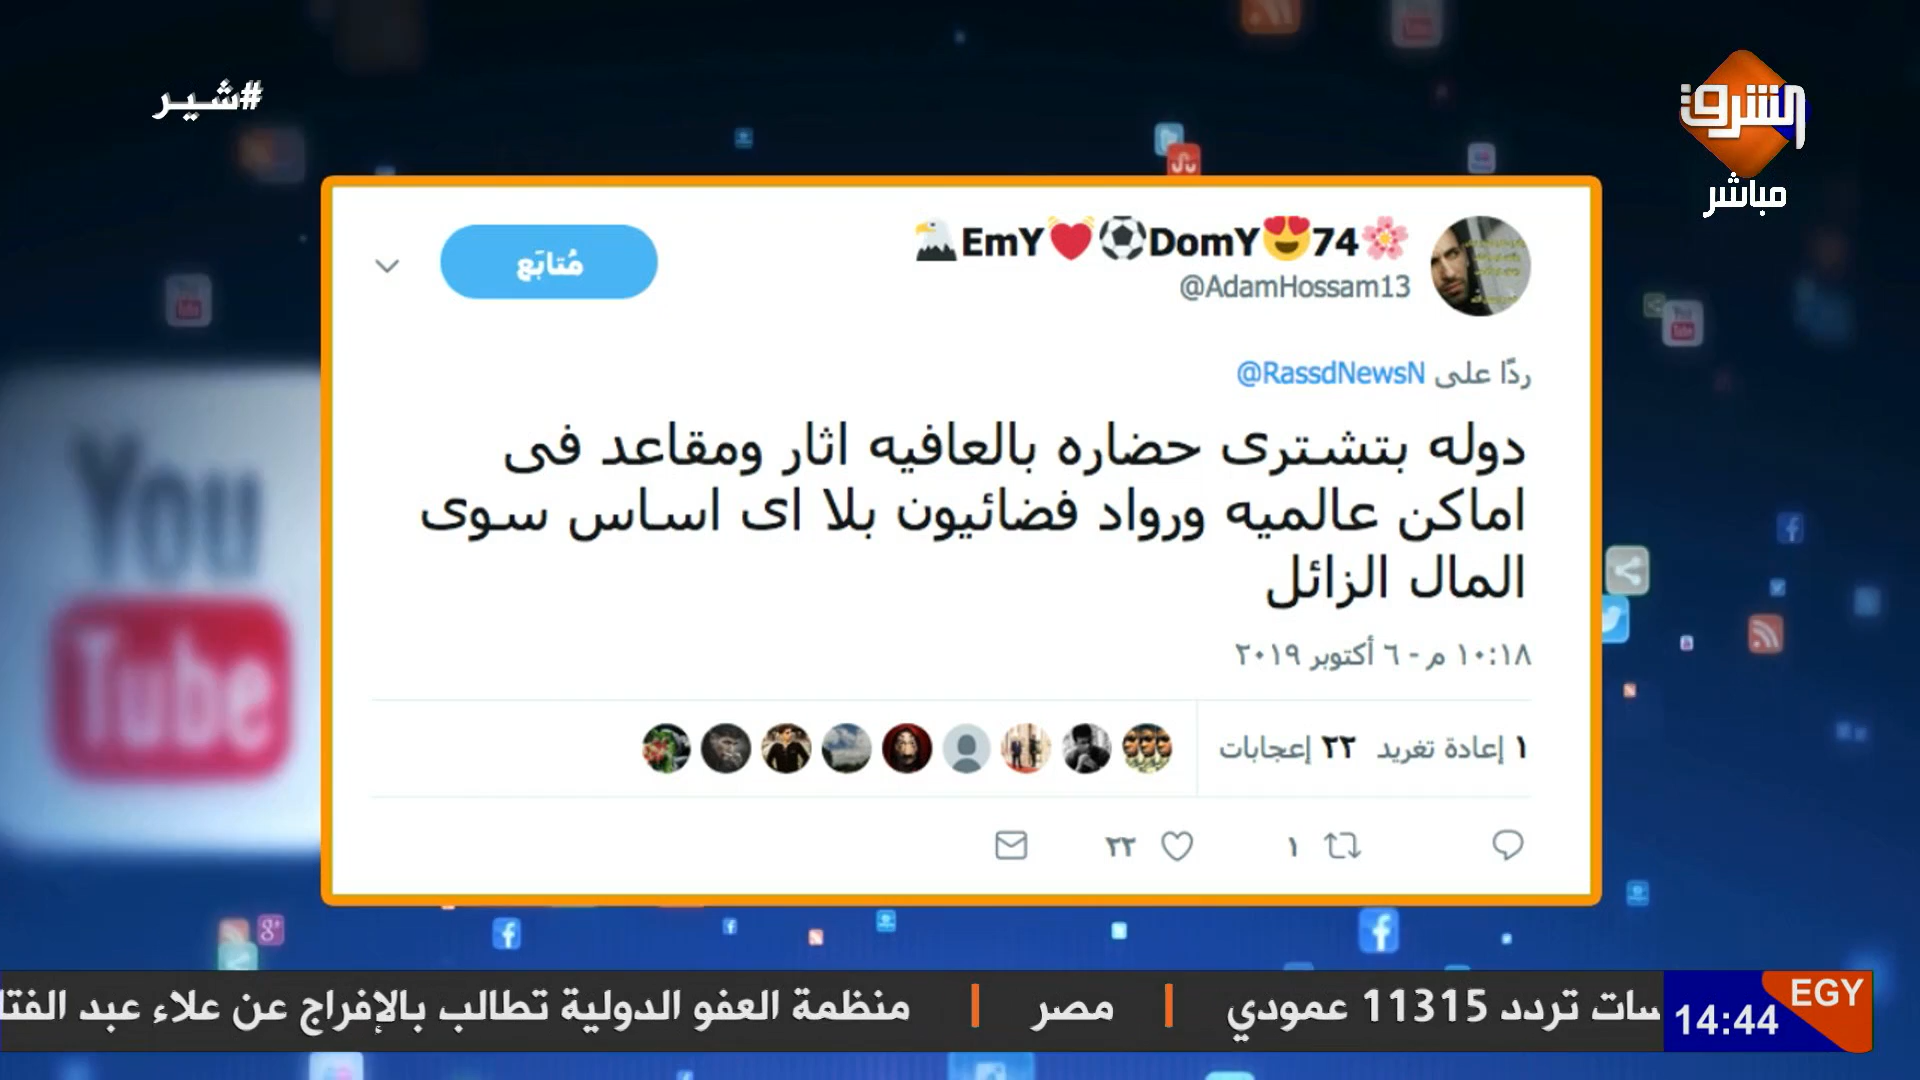 #شير
الشرق
مباشر
🦅EmY💓⚽DomY😍74🌸
@AdamHossam13
مُتابَع
ردًا على @RassdNewsN
دوله بتشترى حضاره بالعافيه اثار ومقاعد فى
اماكن عالميه ورواد فضائيون بلا اى اساس سوى
المال الزائل
١٠:١٨ م - ٦ أكتوبر ٢٠١٩
١ إعادة تغريد ٢٢ إعجابات
١ ٢٢
You
Tube
EGY
14:44
سات تردد 11315 عمودي | مصر | منظمة العفو الدولية تطالب بالإفراج عن علاء عبد الفتا